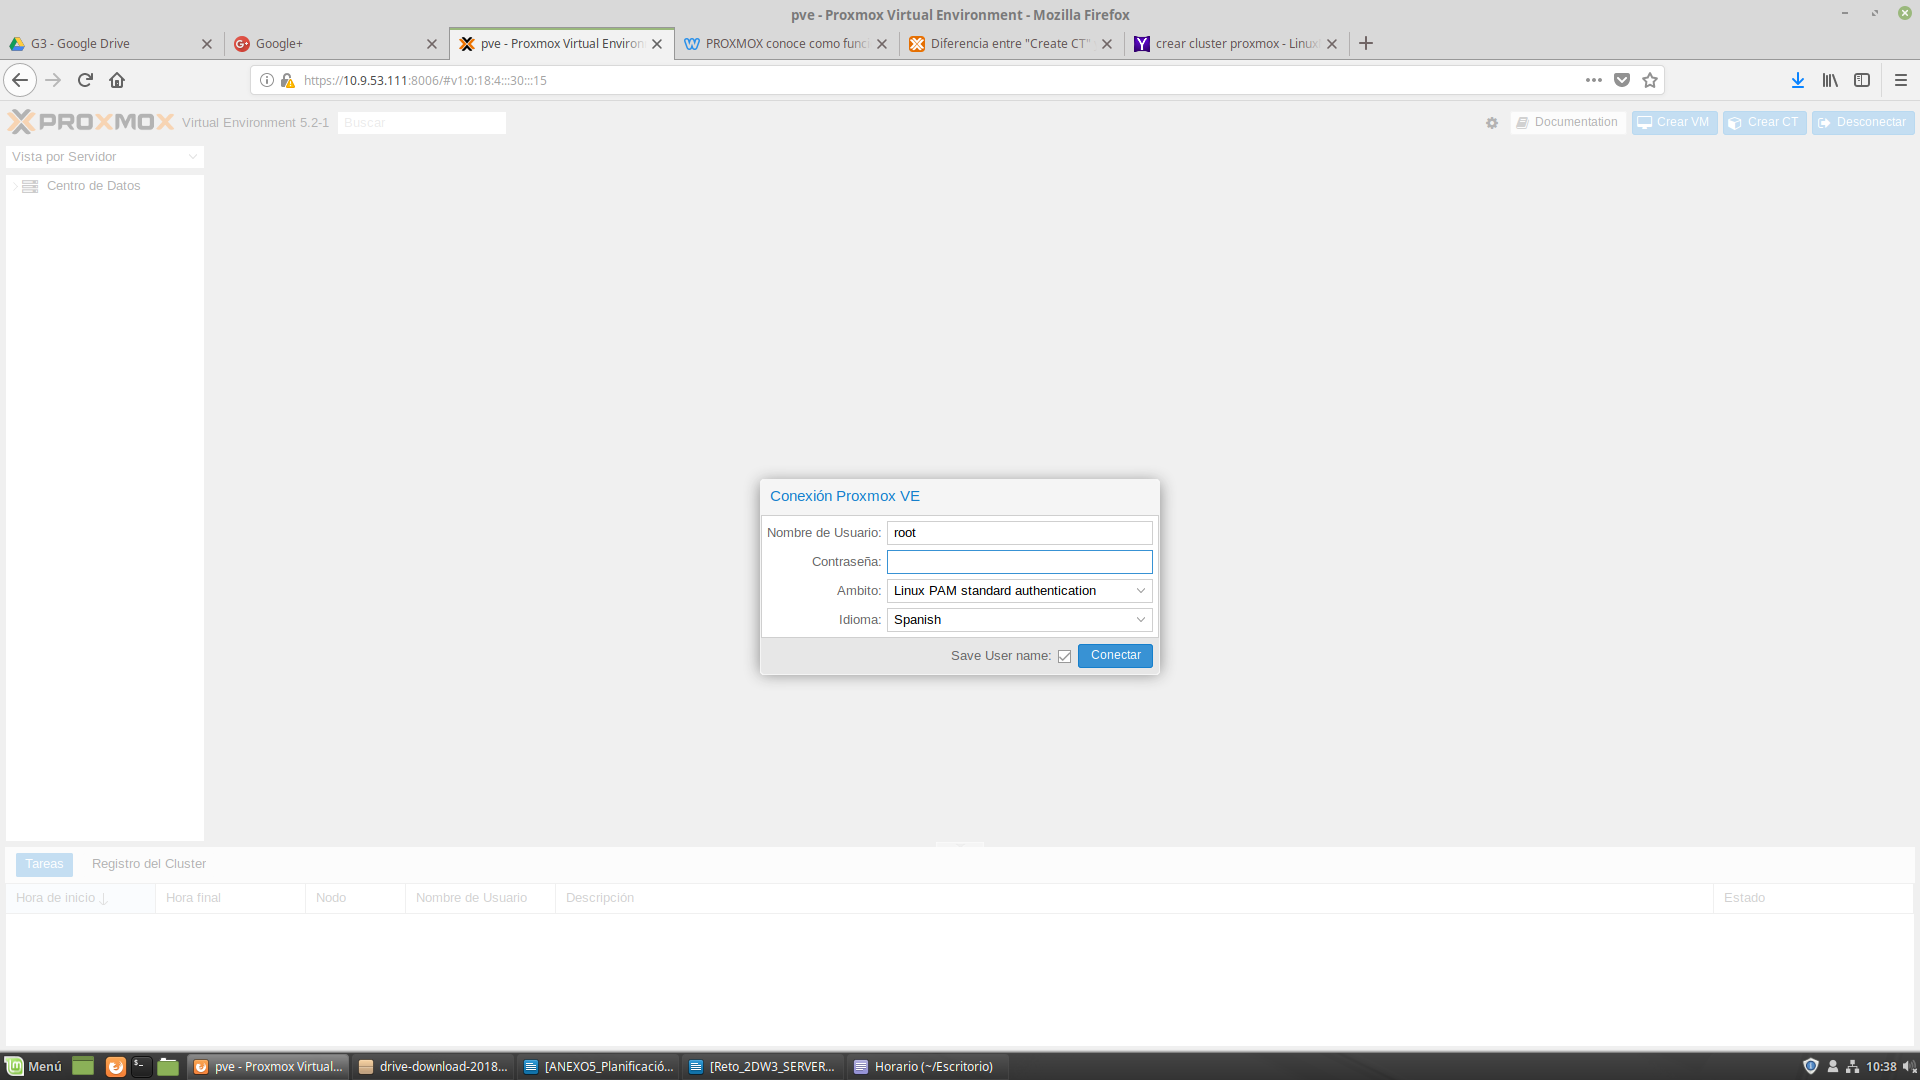 pve - Proxmox Virtual Environment - Mozilla Firefox
G3 - Google Drive
Google+
pve - Proxmox Virtual Environ
PROXMOX conoce como func
Diferencia entre "Create CT"
crear cluster proxmox - Linux
https://10.9.53.111:8006/#v1:0:18:4:::30:::15
PROXMOX Virtual Environment 5.2-1 Buscar
Documentation Crear VM Crear CT Desconectar
Vista por Servidor
Centro de Datos
Conexión Proxmox VE
Nombre de Usuario: root
Contraseña:
Ambito: Linux PAM standard authentication
Idioma: Spanish
Save User name: Conectar
Tareas Registro del Cluster
Hora de inicio Hora final Nodo Nombre de Usuario Descripción Estado
Menú pve - Proxmox Virtual... drive-download-2018... [ANEXO5_Planificació... [Reto_2DW3_SERVER... Horario (~/Escritorio) 10:38